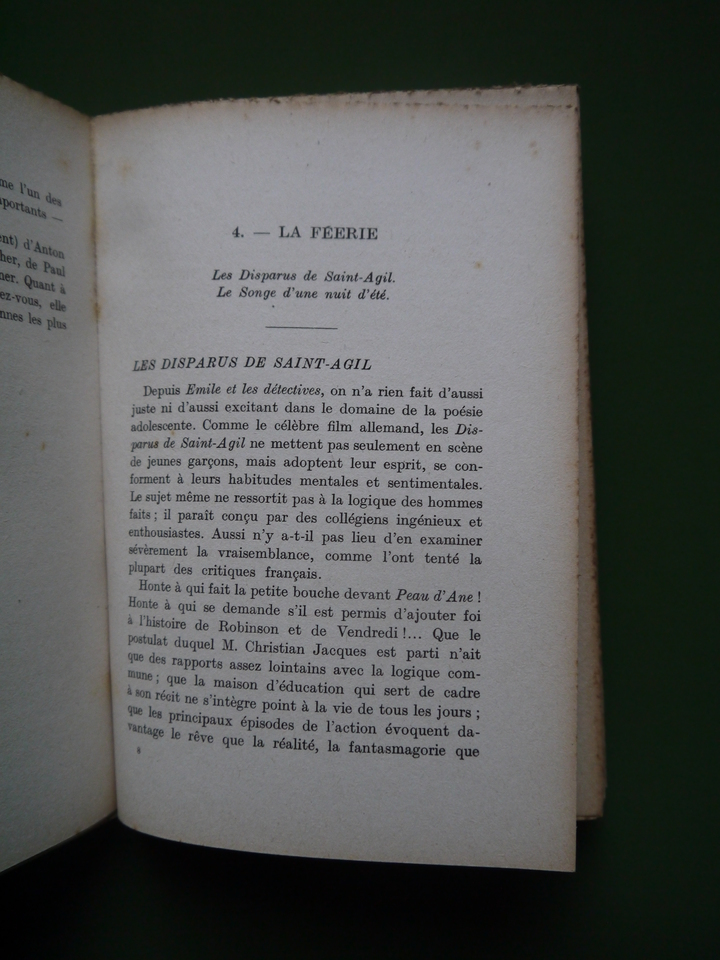 me l'un des
portants —
nt) d'Anton
her, de Paul
ner. Quant à
ez-vous, elle
nnes les plus
4. — LA FÉERIE
Les Disparus de Saint-Agil.
Le Songe d'une nuit d'été.
LES DISPARUS DE SAINT-AGIL
Depuis Emile et les détectives, on n'a rien fait d'aussi
juste ni d'aussi excitant dans le domaine de la poésie
adolescente. Comme le célèbre film allemand, les Dis-
parus de Saint-Agil ne mettent pas seulement en scène
de jeunes garçons, mais adoptent leur esprit, se con-
forment à leurs habitudes mentales et sentimentales.
Le sujet même ne ressortit pas à la logique des hommes
faits ; il paraît conçu par des collégiens ingénieux et
enthousiastes. Aussi n'y a-t-il pas lieu d'en examiner
sévèrement la vraisemblance, comme l'ont tenté la
plupart des critiques français.
Honte à qui fait la petite bouche devant Peau d'Ane !
Honte à qui se demande s'il est permis d'ajouter foi
à l'histoire de Robinson et de Vendredi !... Que le
postulat duquel M. Christian Jacques est parti n'ait
que des rapports assez lointains avec la logique com-
mune ; que la maison d'éducation qui sert de cadre
à son récit ne s'intègre point à la vie de tous les jours ;
que les principaux épisodes de l'action évoquent da-
vantage le rêve que la réalité, la fantasmagorie que